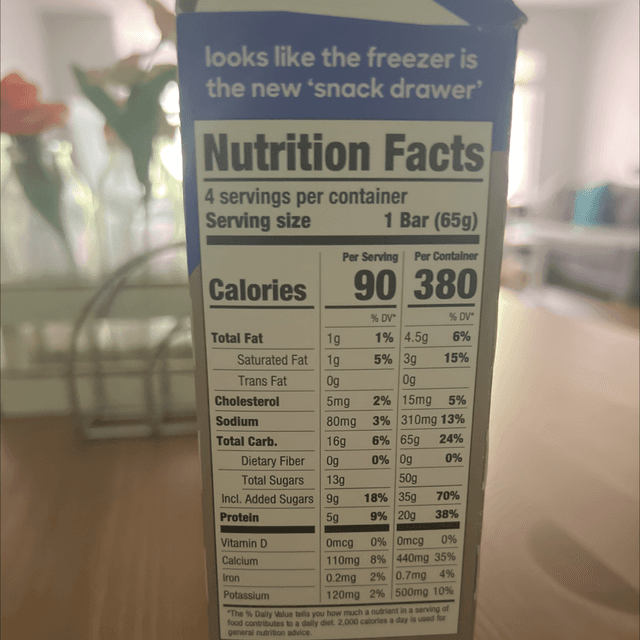 looks like the freezer is
the new ‘snack drawer’
Nutrition Facts
4 servings per container
Serving size 1 Bar (65g)
Per Serving Per Container
Calories 90 380
% DV* % DV*
Total Fat 1g 1% 4.5g 6%
Saturated Fat 1g 5% 3g 15%
Trans Fat 0g 0g
Cholesterol 5mg 2% 15mg 5%
Sodium 80mg 3% 310mg 13%
Total Carb. 16g 6% 65g 24%
Dietary Fiber 0g 0% 0g 0%
Total Sugars 13g 50g
Incl. Added Sugars 9g 18% 35g 70%
Protein 5g 9% 20g 38%
Vitamin D 0mcg 0% 0mcg 0%
Calcium 110mg 8% 440mg 35%
Iron 0.2mg 2% 0.7mg 4%
Potassium 120mg 2% 500mg 10%
*The % Daily Value tells you how much a nutrient in a serving of
food contributes to a daily diet. 2,000 calories a day is used for
general nutrition advice.